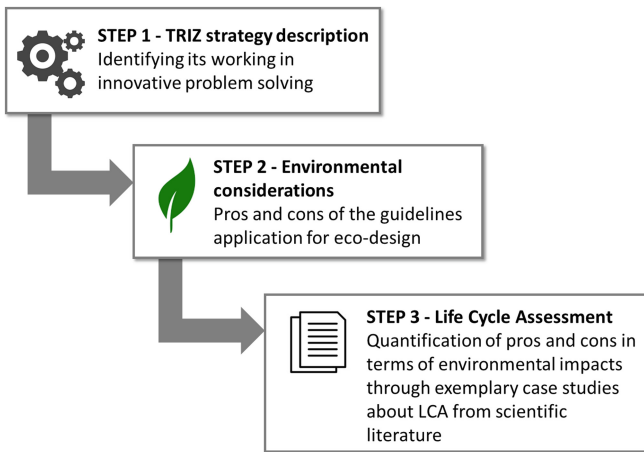 STEP 1 - TRIZ strategy description
Identifying its working in
innovative problem solving
STEP 2 - Environmental
considerations
Pros and cons of the guidelines
application for eco-design
STEP 3 - Life Cycle Assessment
Quantification of pros and cons in
terms of environmental impacts
through exemplary case studies
about LCA from scientific
literature